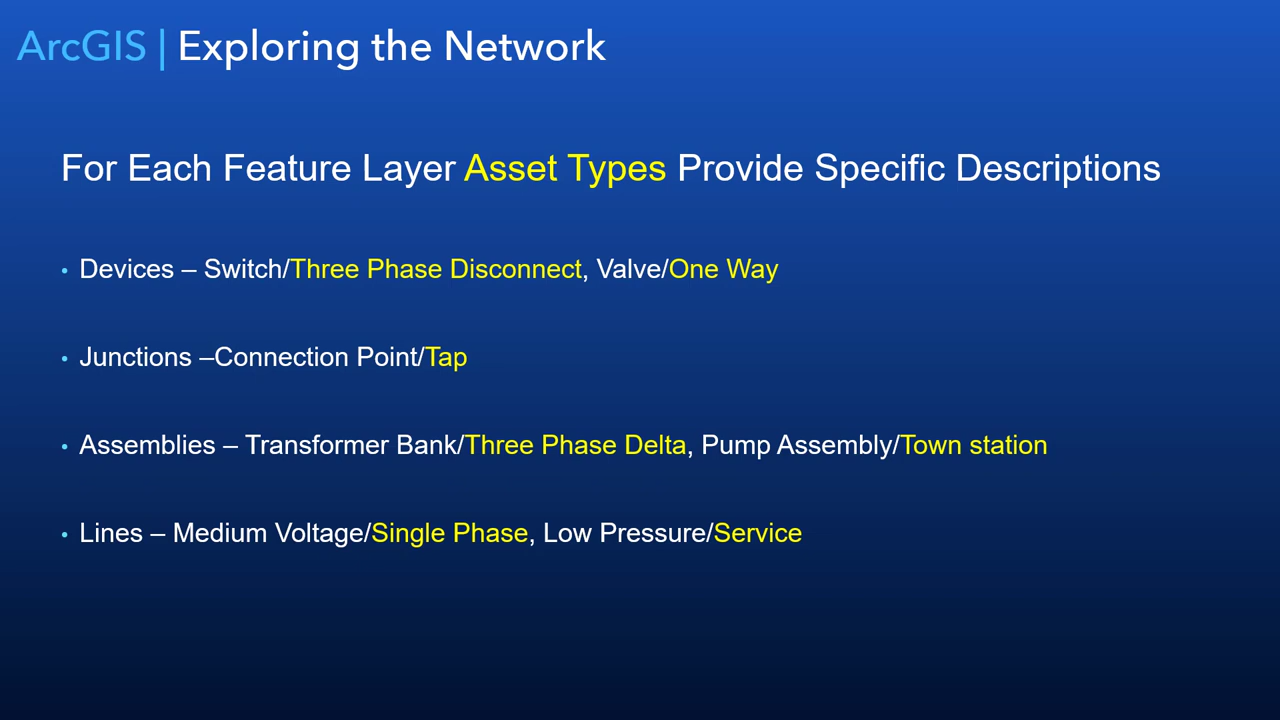 ArcGIS | Exploring the Network
For Each Feature Layer Asset Types Provide Specific Descriptions
• Devices – Switch/Three Phase Disconnect, Valve/One Way
• Junctions –Connection Point/Tap
• Assemblies – Transformer Bank/Three Phase Delta, Pump Assembly/Town station
• Lines – Medium Voltage/Single Phase, Low Pressure/Service